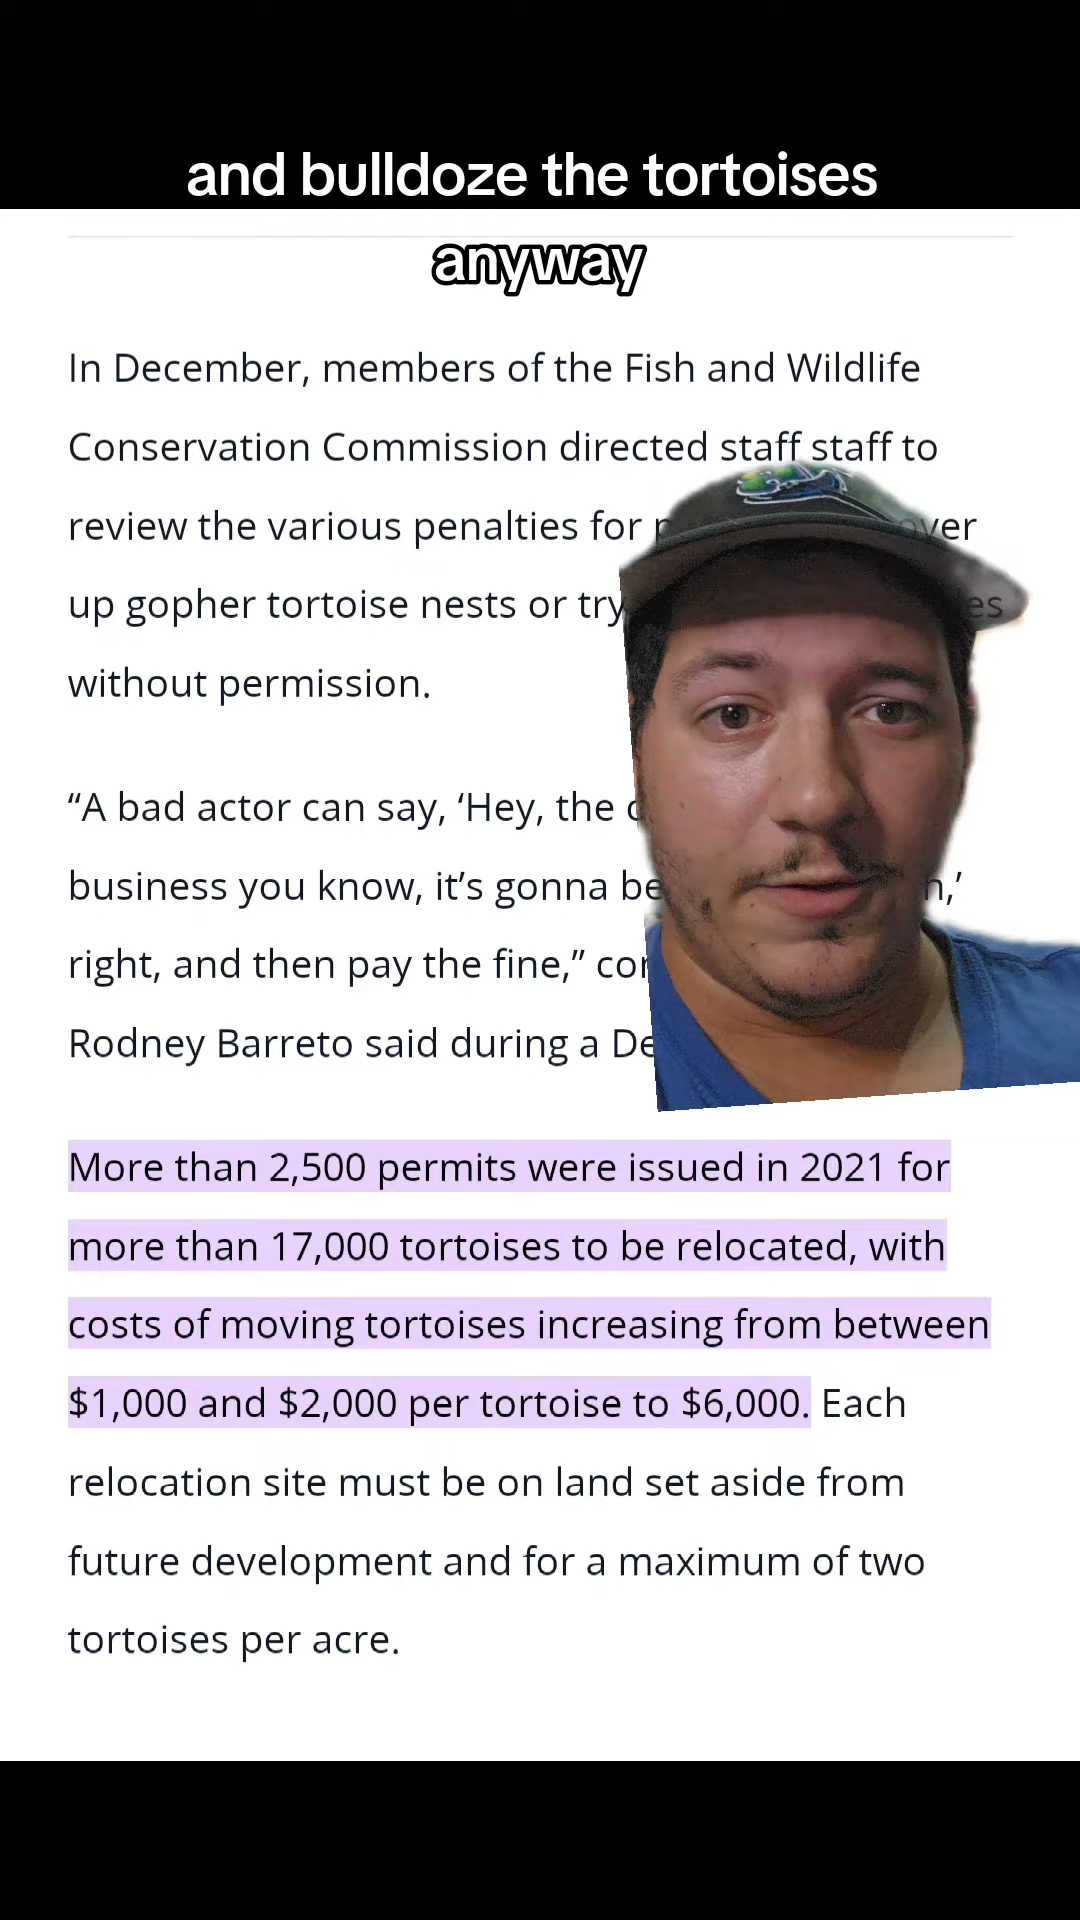 and bulldoze the tortoises
anyway
In December, members of the Fish and Wildlife
Conservation Commission directed staff staff to
review the various penalties for
up gopher tortoise nests or try
without permission.
“A bad actor can say, ‘Hey, the
business you know, it’s gonna be
right, and then pay the fine,”
Rodney Barreto said during a
More than 2,500 permits were issued in 2021 for
more than 17,000 tortoises to be relocated, with
costs of moving tortoises increasing from between
$1,000 and $2,000 per tortoise to $6,000. Each
relocation site must be on land set aside from
future development and for a maximum of two
tortoises per acre.